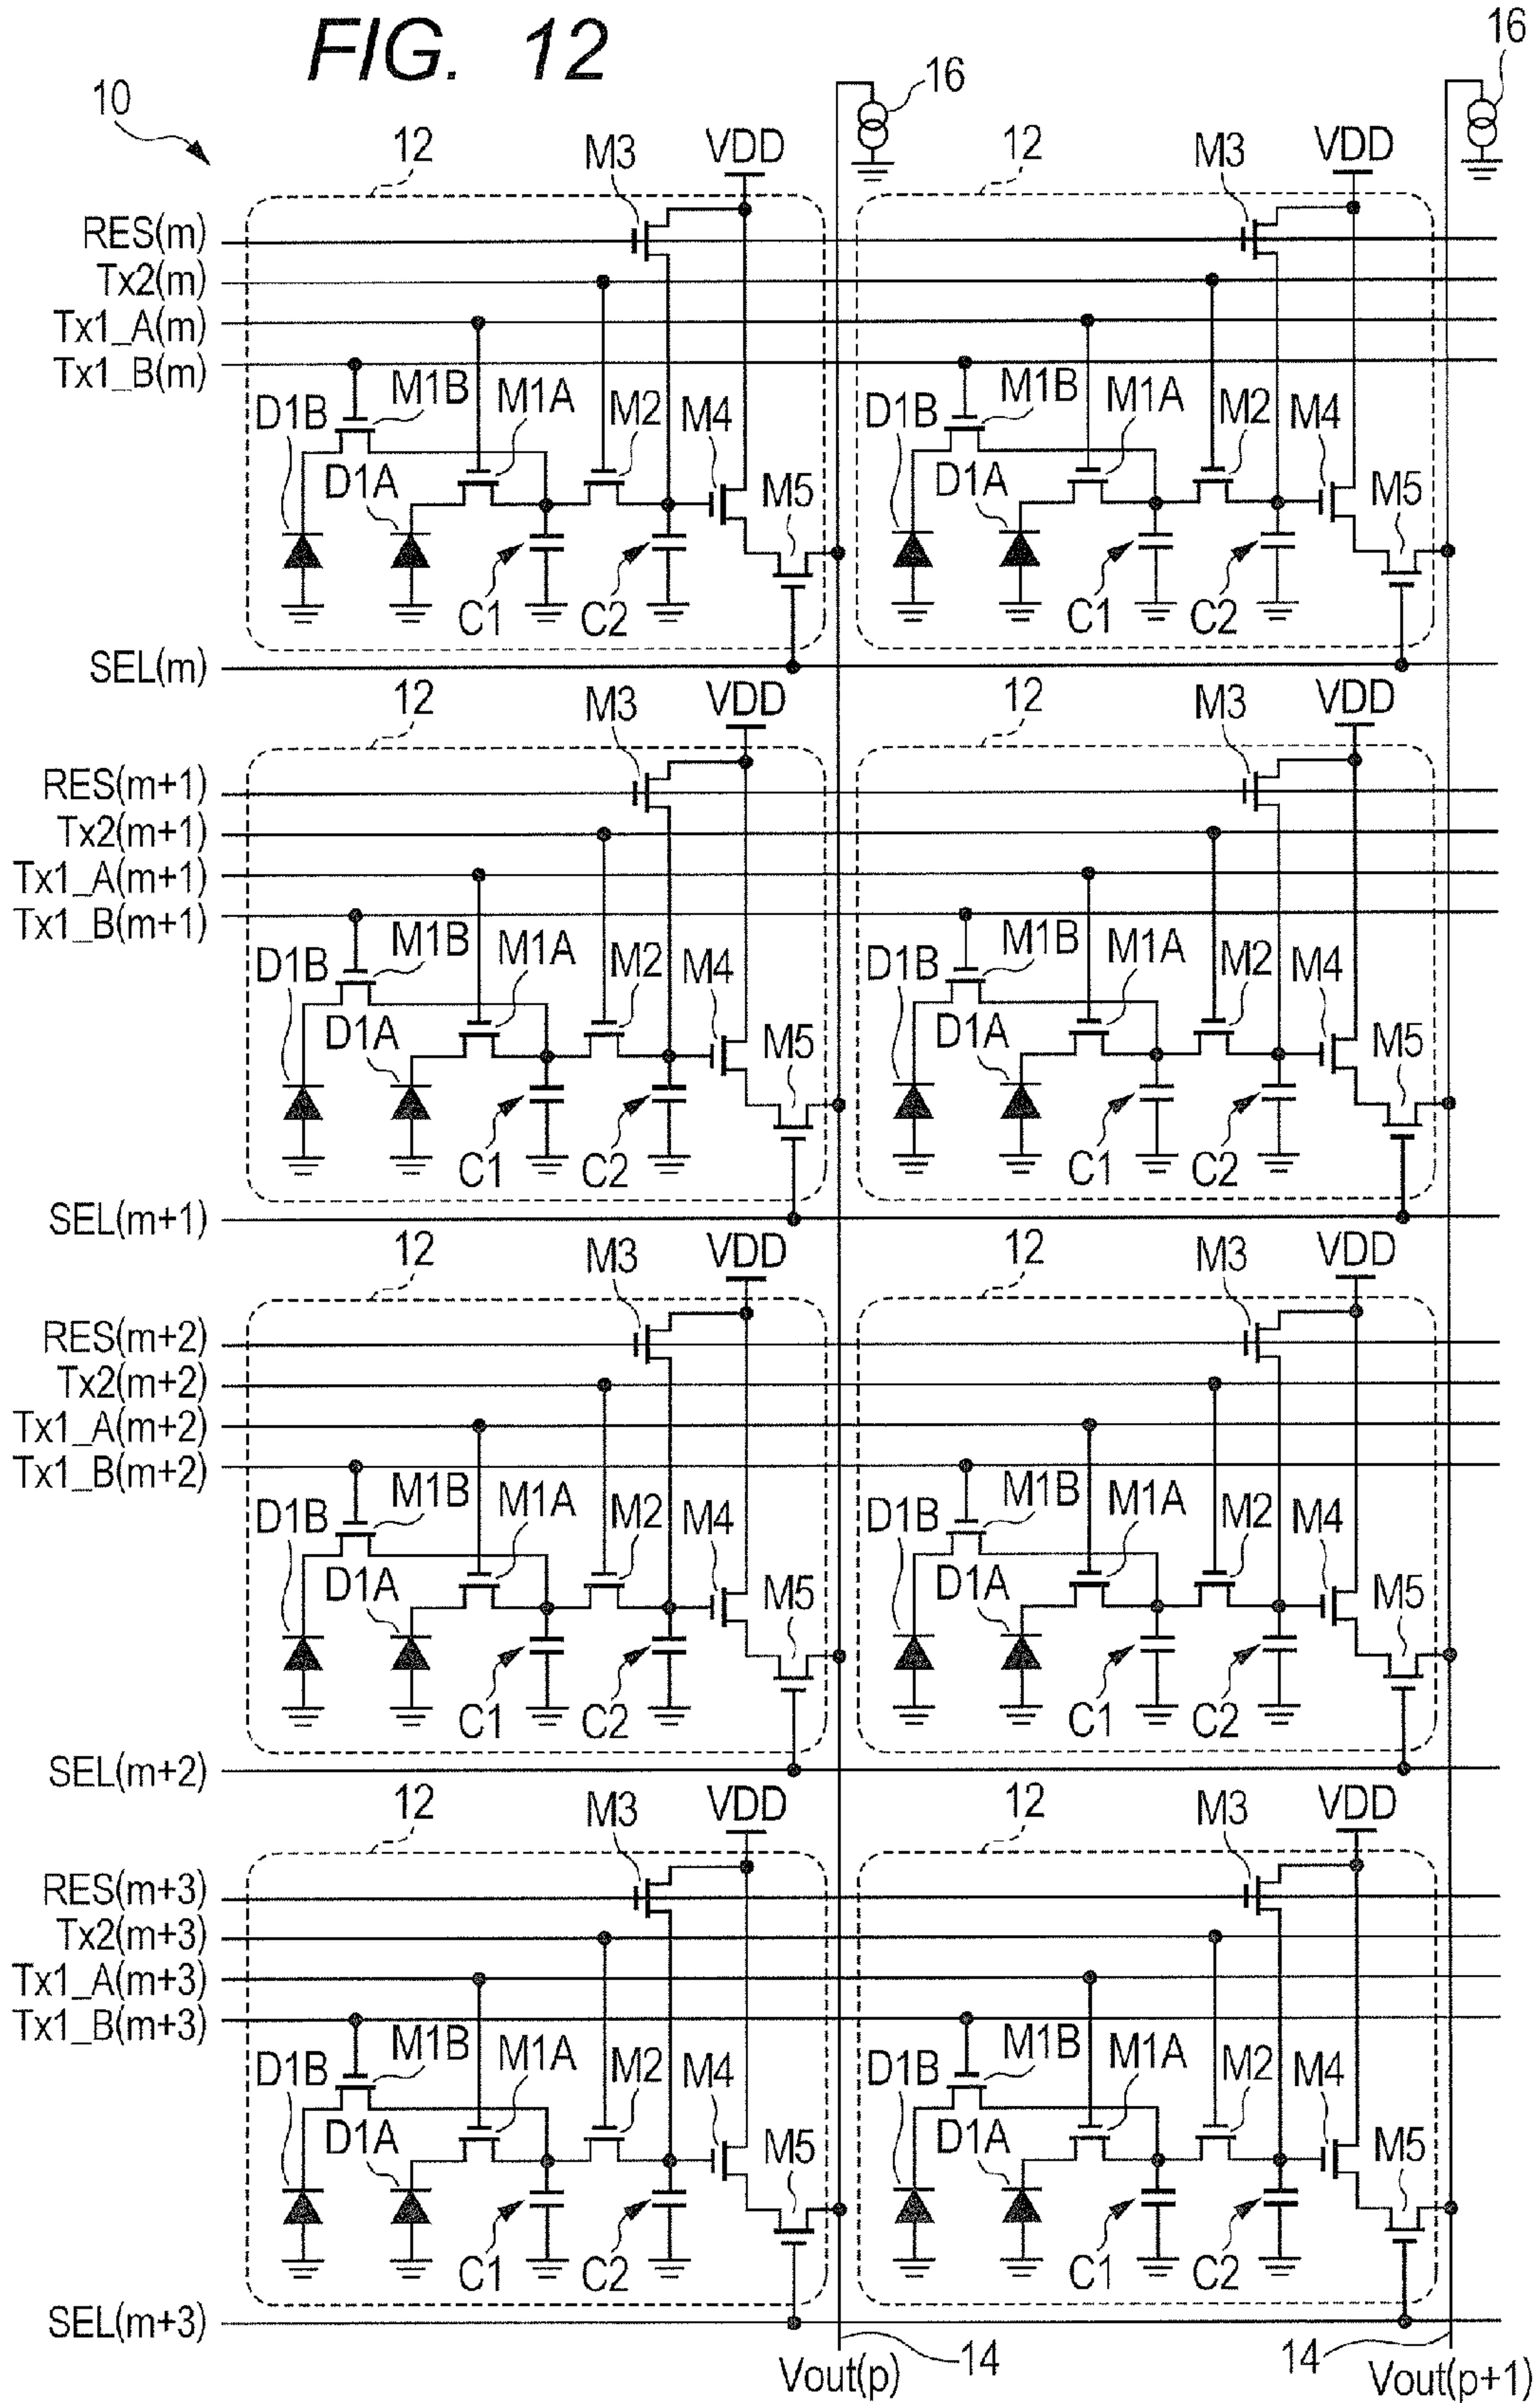 FIG. 12
16
16
10
12
M3
VDD
12
M3
VDD
RES(m)
Tx2(m)
Tx1_A(m)
Tx1_B(m)
D1B
M1B
M1A
M2
M4
D1B
M1B
M1A
M2
M4
D1A
M5
D1A
M5
C1
C2
C1
C2
SEL(m)
12
M3
VDD
12
M3
VDD
RES(m+1)
Tx2(m+1)
Tx1_A(m+1)
Tx1_B(m+1)
D1B
M1B
M1A
M2
M4
D1B
M1B
M1A
M2
M4
D1A
M5
D1A
M5
C1
C2
C1
C2
SEL(m+1)
12
M3
VDD
12
M3
VDD
RES(m+2)
Tx2(m+2)
Tx1_A(m+2)
Tx1_B(m+2)
D1B
M1B
M1A
M2
M4
D1B
M1B
M1A
M2
M4
D1A
M5
D1A
M5
C1
C2
C1
C2
SEL(m+2)
12
M3
VDD
12
M3
VDD
RES(m+3)
Tx2(m+3)
Tx1_A(m+3)
Tx1_B(m+3)
D1B
M1B
M1A
M2
M4
D1B
M1B
M1A
M2
M4
D1A
M5
D1A
M5
C1
C2
C1
C2
SEL(m+3)
14
14
Vout(p)
Vout(p+1)